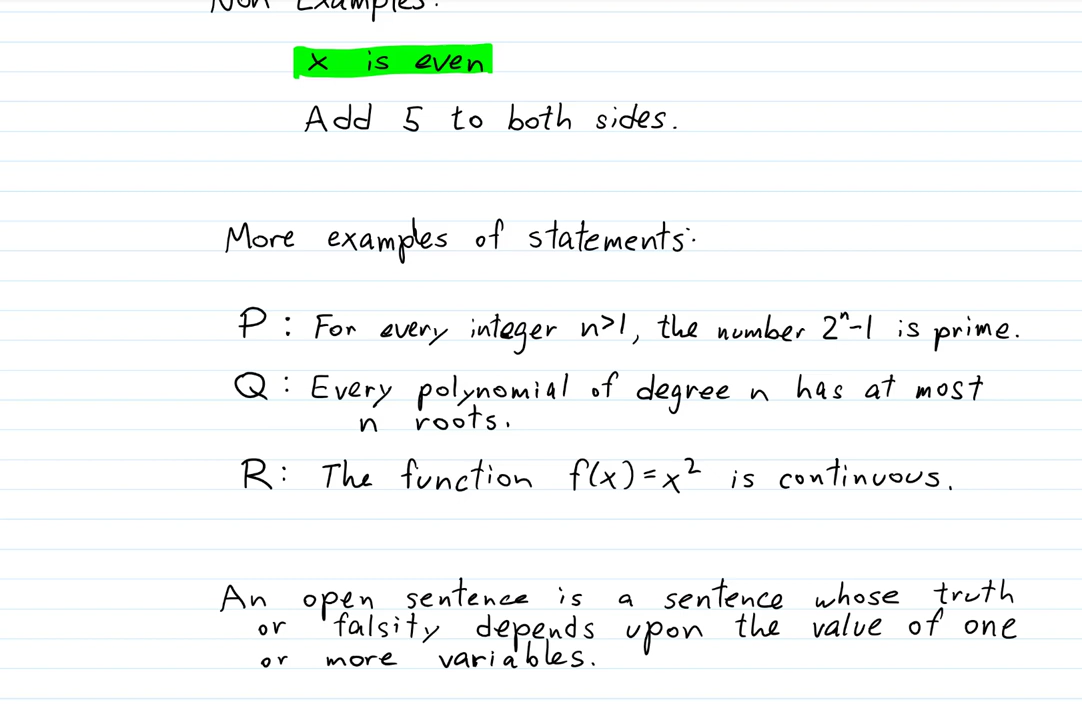 Non Examples:
x is even
Add 5 to both sides.
More examples of statements:
P: For every integer n>1, the number 2ⁿ-1 is prime.
Q: Every polynomial of degree n has at most
n roots.
R: The function f(x)=x² is continuous.
An open sentence is a sentence whose truth
or falsity depends upon the value of one
or more variables.